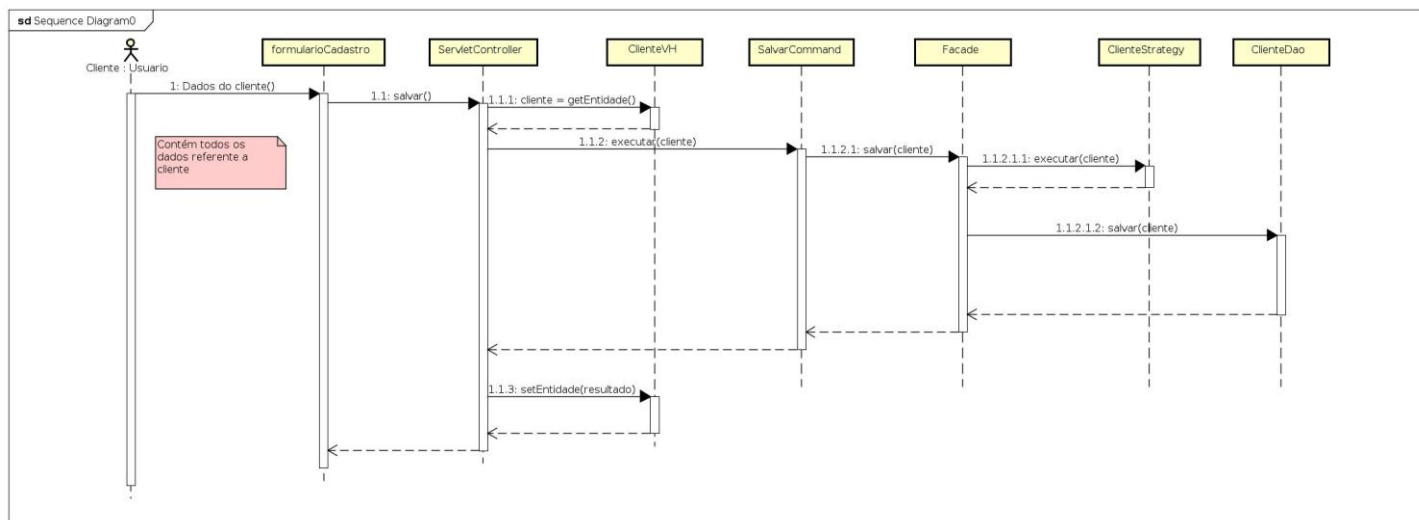 sd Sequence Diagram0
formularioCadastro
ServletController
ClienteVH
SalvarCommand
Facade
ClienteStrategy
ClienteDao
Cliente : Usuario
1: Dados do cliente()
1.1: salvar()
1.1.1: cliente = getEntidade()
Contém todos os
dados referente a
cliente
1.1.2: executar(cliente)
1.1.2.1: salvar(cliente)
1.1.2.1.1: executar(cliente)
1.1.2.1.2: salvar(cliente)
1.1.3: setEntidade(resultado)